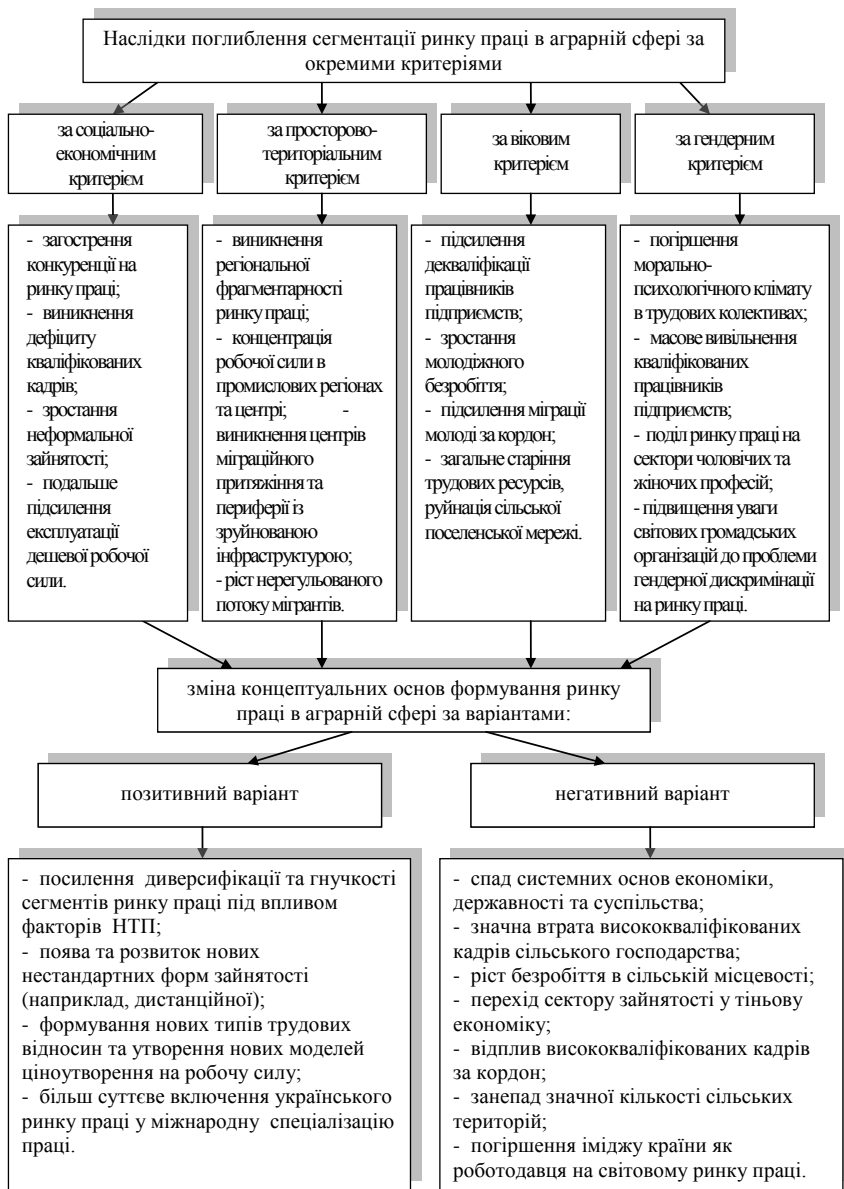 Наслідки поглиблення сегментації ринку праці в аграрній сфері за
окремими критеріями
за соціально-
економічним
критерієм
за просторово-
територіальним
критерієм
за віковим
критерієм
за гендерним
критерієм
- загострення
конкуренції на
ринку праці;
- виникнення
дефіциту
кваліфікованих
кадрів;
- зростання
неформальної
зайнятості;
- подальше
підсилення
експлуатації
дешевої робочої
сили.
- виникнення
регіональної
фрагментарності
ринку праці;
- концентрація
робочої сили в
промислових регіонах
та центрі; -
виникнення центрів
міграційного
притяжіння та
периферії із
зруйнованою
інфраструктурою;
- ріст нерегульованого
потоку мігрантів.
- підсилення
декваліфікації
працівників
підприємств;
- зростання
молодіжного
безробіття;
- підсилення міграції
молоді за кордон;
- загальне старіння
трудових ресурсів,
руйнація сільської
поселенської мережі.
- погіршення
морально-
психологічного клімату
в трудових колективах;
- масове вивільнення
кваліфікованих
працівників
підприємств;
- поділ ринку праці на
сектори чоловічих та
жіночих професій;
- підвищення уваги
світових громадських
організацій до проблеми
гендерної дискримінації
на ринку праці.
зміна концептуальних основ формування ринку
праці в аграрній сфері за варіантами:
позитивний варіант
негативний варіант
- посилення диверсифікації та гнучкості
сегментів ринку праці під впливом
факторів НТП;
- поява та розвиток нових
нестандартних форм зайнятості
(наприклад, дистанційної);
- формування нових типів трудових
відносин та утворення нових моделей
ціноутворення на робочу силу;
- більш суттєве включення українського
ринку праці у міжнародну спеціалізацію
праці.
- спад системних основ економіки,
державності та суспільства;
- значна втрата висококваліфікованих
кадрів сільського господарства;
- ріст безробіття в сільській місцевості;
- перехід сектору зайнятості у тіньову
економіку;
- відплив висококваліфікованих кадрів
за кордон;
- занепад значної кількості сільських
територій;
- погіршення іміджу країни як
роботодавця на світовому ринку праці.